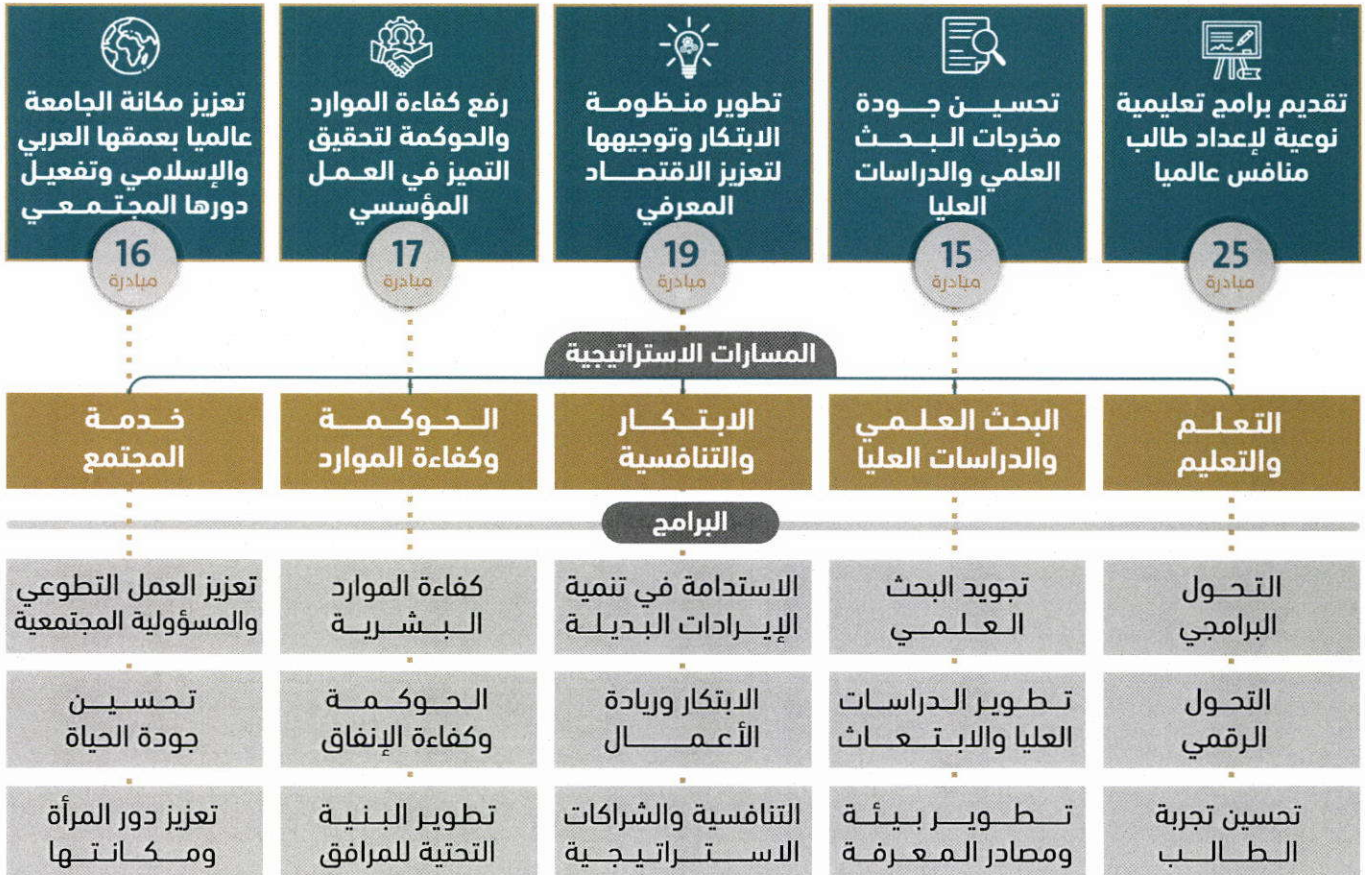 تقديم برامج تعليمية
نوعية لإعداد طالب
منافس عالميا
25
مبادرة
تحسين جودة
مخرجات البحث
العلمي والدراسات
العليا
15
مبادرة
تطوير منظومة
الابتكار وتوجيهها
لتعزيز الاقتصاد
المعرفي
19
مبادرة
رفع كفاءة الموارد
والحوكمة لتحقيق
التميز في العمل
المؤسسي
17
مبادرة
تعزيز مكانة الجامعة
عالميا بعمقها العربي
والإسلامي وتفعيل
دورها المجتمعي
16
مبادرة
المسارات الاستراتيجية
التعلم
والتعليم
البحث العلمي
والدراسات العليا
الابتكار
والتنافسية
الحوكمة
وكفاءة الموارد
خدمة
المجتمع
البرامج
التحول
البرامجي
تجويد البحث
العلمي
الاستدامة في تنمية
الإيرادات البديلة
كفاءة الموارد
البشرية
تعزيز العمل التطوعي
والمسؤولية المجتمعية
التحول
الرقمي
تطوير الدراسات
العليا والابتعاث
الابتكار وريادة
الأعمال
الحوكمة
وكفاءة الإنفاق
تحسين
جودة الحياة
تحسين تجربة
الطالب
تطوير بيئة
ومصادر المعرفة
التنافسية والشراكات
الاستراتيجية
تطوير البنية
التحتية للمرافق
تعزيز دور المرأة
ومكانتها